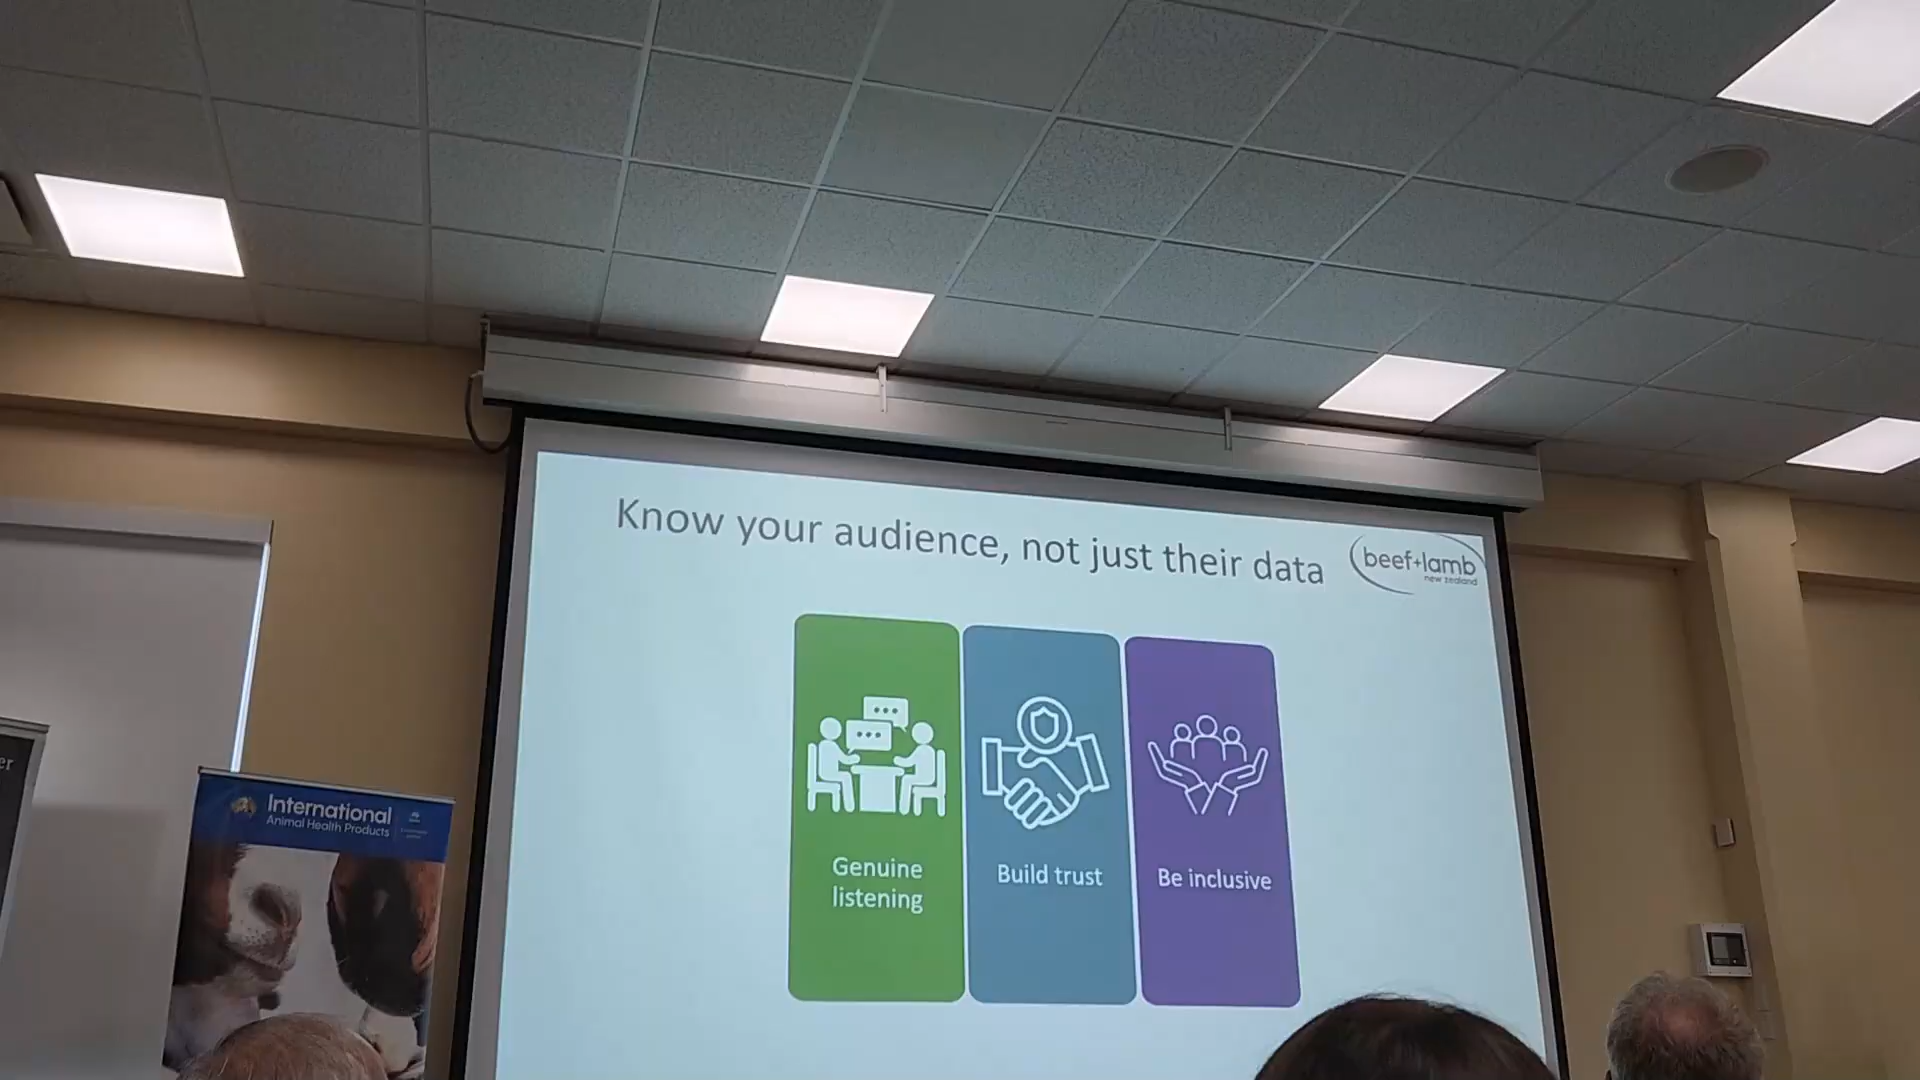 Know your audience, not just their data
beef+lamb
new zealand
Genuine
listening
Build trust
Be inclusive
International
Animal Health Products
er